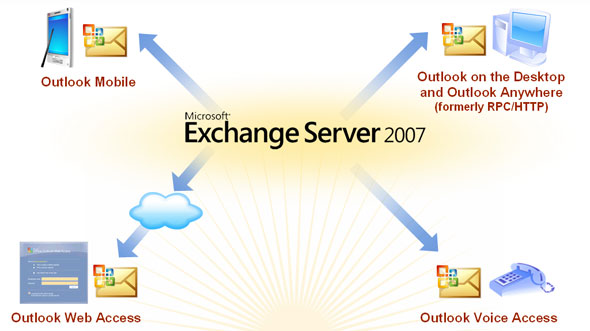 Outlook Mobile
Outlook on the Desktop
and Outlook Anywhere
(formerly RPC/HTTP)
Microsoft®
Exchange Server 2007
Outlook Web Access
Outlook Voice Access